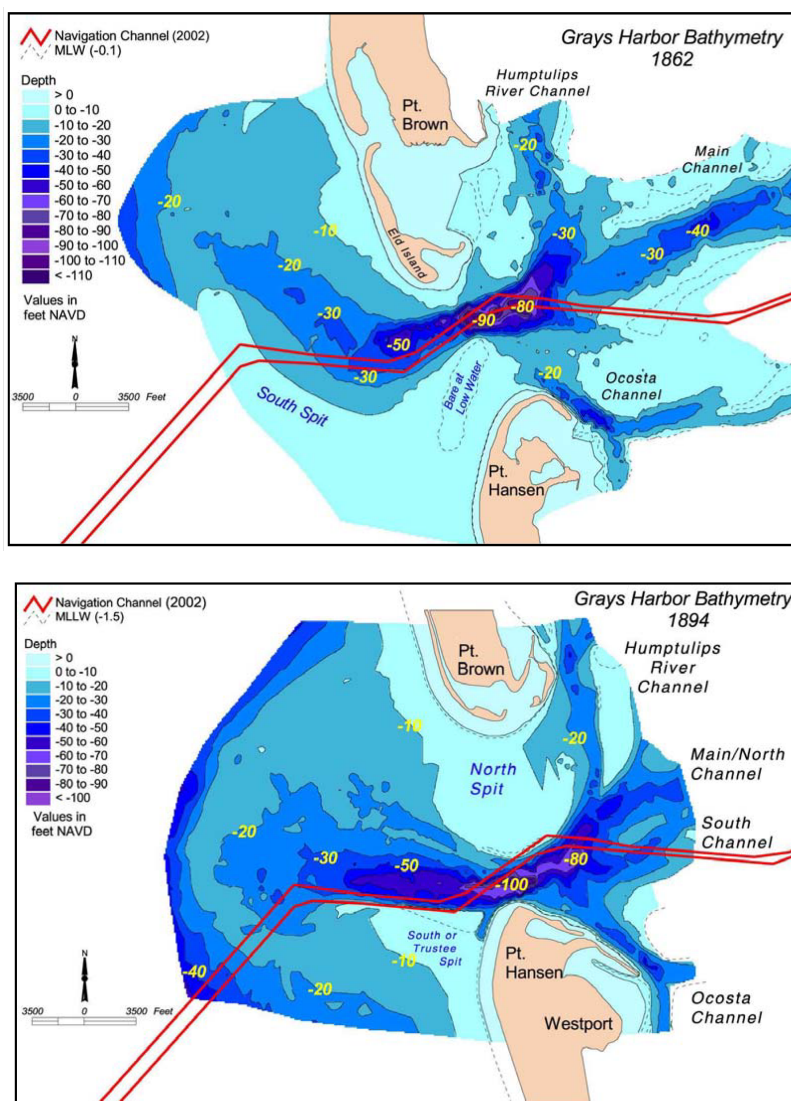 Navigation Channel (2002)
MLW (-0.1)
Depth
> 0
0 to -10
-10 to -20
-20 to -30
-30 to -40
-40 to -50
-50 to -60
-60 to -70
-70 to -80
-80 to -90
-90 to -100
-100 to -110
< -110
Values in
feet NAVD
N
3500 0 3500 Feet
Grays Harbor Bathymetry
1862
Humptulips
River Channel
Pt.
Brown
-20
Main
Channel
-20
-10
Eld Island
-30
-40
-30
-20
-30
-80
-90
-50
-30
South Spit
Bare at
Low Water
-20
Ocosta
Channel
Pt.
Hansen
Navigation Channel (2002)
MLLW (-1.5)
Depth
> 0
0 to -10
-10 to -20
-20 to -30
-30 to -40
-40 to -50
-50 to -60
-60 to -70
-70 to -80
-80 to -90
< -100
Values in
feet NAVD
N
3500 0 3500 Feet
Grays Harbor Bathymetry
1894
Pt.
Brown
Humptulips
River
Channel
-10
-20
North
Spit
Main/North
Channel
South
Channel
-20
-30
-50
-80
-100
South or
Trustee
Spit
-10
-40
-20
Pt.
Hansen
Westport
Ocosta
Channel